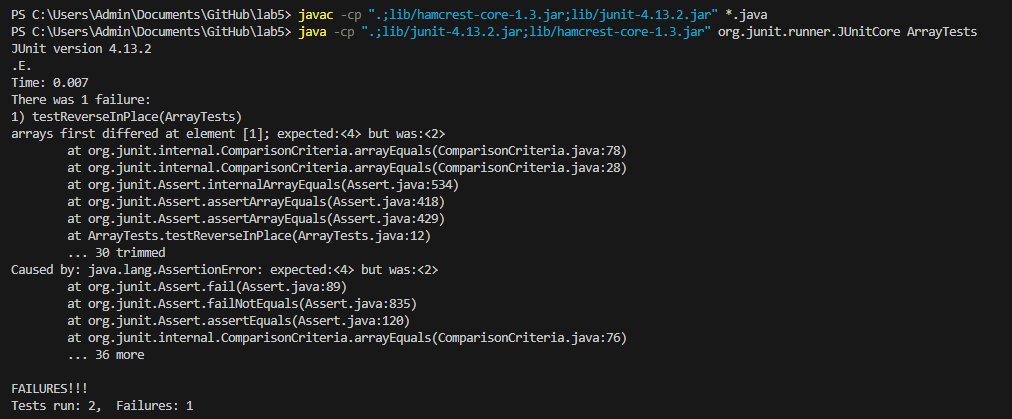 PS C:\Users\Admin\Documents\GitHub\lab5> javac -cp ".;lib/hamcrest-core-1.3.jar;lib/junit-4.13.2.jar" *.java
PS C:\Users\Admin\Documents\GitHub\lab5> java -cp ".;lib/junit-4.13.2.jar;lib/hamcrest-core-1.3.jar" org.junit.runner.JUnitCore ArrayTests
JUnit version 4.13.2
.E.
Time: 0.007
There was 1 failure:
1) testReverseInPlace(ArrayTests)
arrays first differed at element [1]; expected:<4> but was:<2>
        at org.junit.internal.ComparisonCriteria.arrayEquals(ComparisonCriteria.java:78)
        at org.junit.internal.ComparisonCriteria.arrayEquals(ComparisonCriteria.java:28)
        at org.junit.Assert.internalArrayEquals(Assert.java:534)
        at org.junit.Assert.assertArrayEquals(Assert.java:418)
        at org.junit.Assert.assertArrayEquals(Assert.java:429)
        at ArrayTests.testReverseInPlace(ArrayTests.java:12)
        ... 30 trimmed
Caused by: java.lang.AssertionError: expected:<4> but was:<2>
        at org.junit.Assert.fail(Assert.java:89)
        at org.junit.Assert.failNotEquals(Assert.java:835)
        at org.junit.Assert.assertEquals(Assert.java:120)
        at org.junit.internal.ComparisonCriteria.arrayEquals(ComparisonCriteria.java:76)
        ... 36 more

FAILURES!!!
Tests run: 2,  Failures: 1